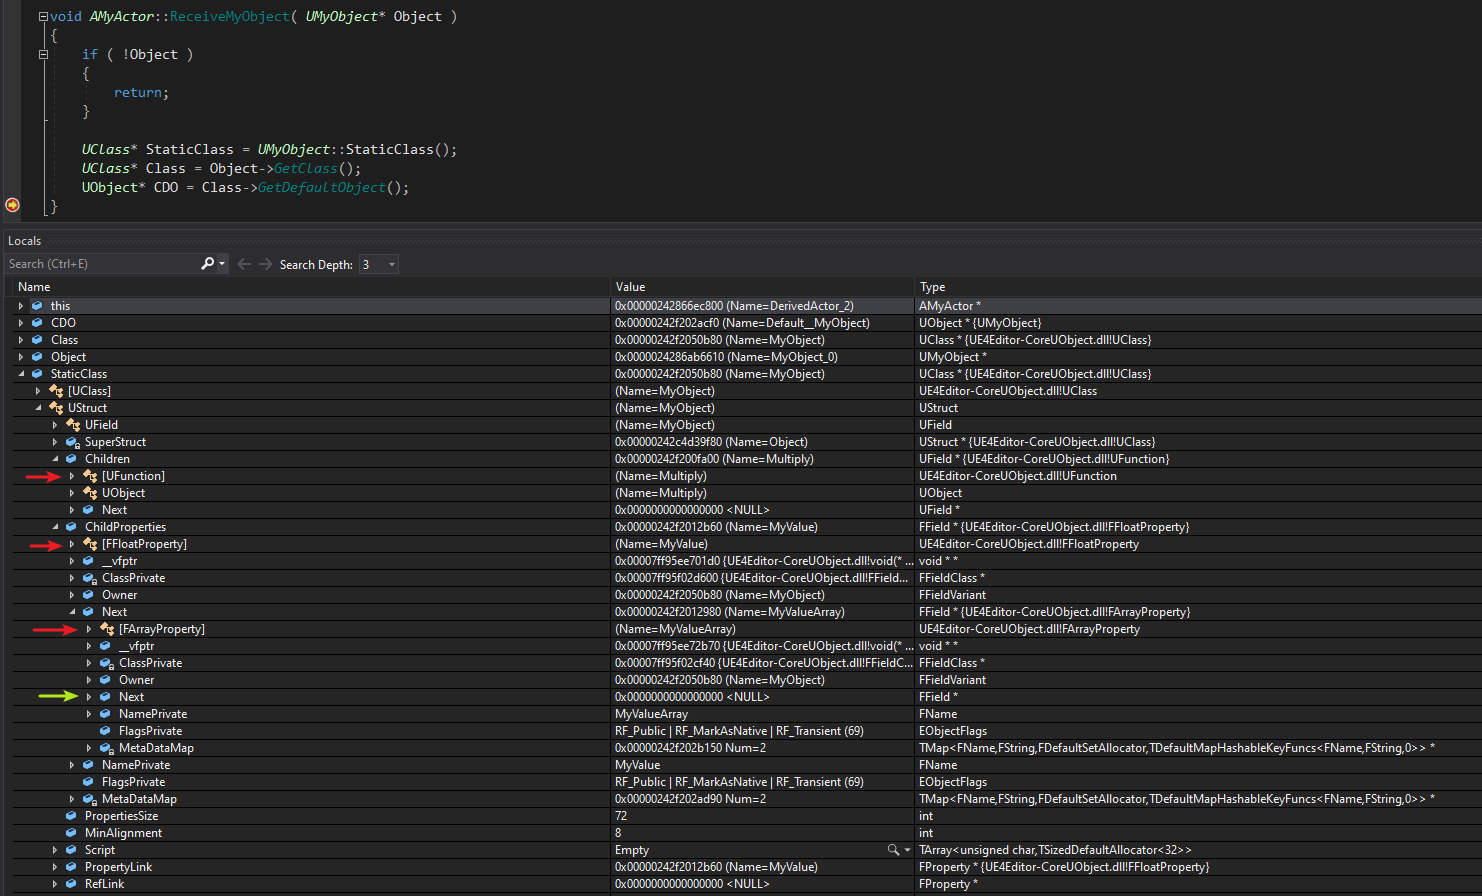 void AMyActor::ReceiveMyObject( UMyObject* Object )
{
if ( !Object )
{
return;
}
UClass* StaticClass = UMyObject::StaticClass();
UClass* Class = Object->GetClass();
UObject* CDO = Class->GetDefaultObject();
}
Locals
Search (Ctrl+E) Search Depth: 3
Name Value Type
this 0x00000242866ec800 (Name=DerivedActor_2) AMyActor *
CDO 0x00000242f202acf0 (Name=Default__MyObject) UObject * {UMyObject}
Class 0x00000242f2050b80 (Name=MyObject) UClass * {UE4Editor-CoreUObject.dll!UClass}
Object 0x0000024286ab6610 (Name=MyObject_0) UMyObject *
StaticClass 0x00000242f2050b80 (Name=MyObject) UClass * {UE4Editor-CoreUObject.dll!UClass}
[UClass] (Name=MyObject) UE4Editor-CoreUObject.dll!UClass
UStruct (Name=MyObject) UStruct
UField (Name=MyObject) UField
SuperStruct 0x00000242c4d39f80 (Name=Object) UStruct * {UE4Editor-CoreUObject.dll!UClass}
Children 0x00000242f200fa00 (Name=Multiply) UField * {UE4Editor-CoreUObject.dll!UFunction}
[UFunction] (Name=Multiply) UE4Editor-CoreUObject.dll!UFunction
UObject (Name=Multiply) UObject
Next 0x0000000000000000 <NULL> UField *
ChildProperties 0x00000242f2012b60 (Name=MyValue) FField * {UE4Editor-CoreUObject.dll!FFloatProperty}
[FFloatProperty] (Name=MyValue) UE4Editor-CoreUObject.dll!FFloatProperty
__vfptr 0x00007ff95ee701d0 {UE4Editor-CoreUObject.dll!void(* ... void * *
ClassPrivate 0x00007ff95f02d600 {UE4Editor-CoreUObject.dll!FField... FFieldClass *
Owner 0x00000242f2050b80 (Name=MyObject) FFieldVariant
Next 0x00000242f2012980 (Name=MyValueArray) FField * {UE4Editor-CoreUObject.dll!FArrayProperty}
[FArrayProperty] (Name=MyValueArray) UE4Editor-CoreUObject.dll!FArrayProperty
__vfptr 0x00007ff95ee72b70 {UE4Editor-CoreUObject.dll!void(* ... void * *
ClassPrivate 0x00007ff95f02cf40 {UE4Editor-CoreUObject.dll!FFieldC... FFieldClass *
Owner 0x00000242f2050b80 (Name=MyObject) FFieldVariant
Next 0x0000000000000000 <NULL> FField *
NamePrivate MyValueArray FName
FlagsPrivate RF_Public | RF_MarkAsNative | RF_Transient (69) EObjectFlags
MetaDataMap 0x00000242f202b150 Num=2 TMap<FName,FString,FDefaultSetAllocator,TDefaultMapHashableKeyFuncs<FName,FString,0>> *
NamePrivate MyValue FName
FlagsPrivate RF_Public | RF_MarkAsNative | RF_Transient (69) EObjectFlags
MetaDataMap 0x00000242f202ad90 Num=2 TMap<FName,FString,FDefaultSetAllocator,TDefaultMapHashableKeyFuncs<FName,FString,0>> *
PropertiesSize 72 int
MinAlignment 8 int
Script Empty TArray<unsigned char,TSizedDefaultAllocator<32>>
PropertyLink 0x00000242f2012b60 (Name=MyValue) FProperty * {UE4Editor-CoreUObject.dll!FFloatProperty}
RefLink 0x0000000000000000 <NULL> FProperty *